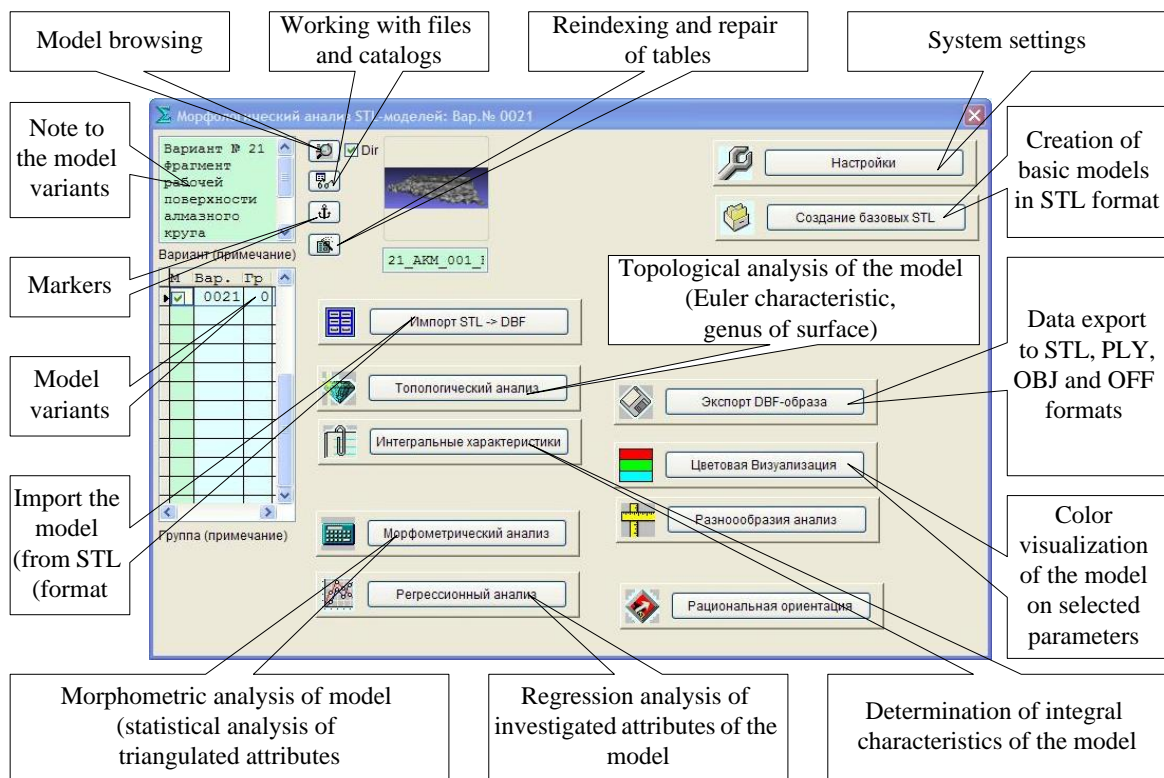 Model browsing
Working with files
and catalogs
Reindexing and repair
of tables
System settings
Note to
the model
variants
Markers
Model
variants
Import the
model
(from STL
(format
Морфологический анализ STL-моделей: Вар.№ 0021
Вариант № 21
фрагмент
рабочей
поверхности
алмазного
круга
Вариант (примечание)
М Вар. Гр
0021 0
Группа (примечание)
Dir
21_АКМ_001_
Настройки
Создание базовых STL
Импорт STL -> DBF
Топологический анализ
Интегральные характеристики
Морфометрический анализ
Регрессионный анализ
Экспорт DBF-образа
Цветовая Визуализация
Разноообразия анализ
Рациональная ориентация
Topological analysis of the model
(Euler characteristic,
genus of surface)
Creation of
basic models
in STL format
Data export
to STL, PLY,
OBJ and OFF
formats
Color
visualization
of the model
on selected
parameters
Morphometric analysis of model
(statistical analysis of
triangulated attributes
Regression analysis of
investigated attributes of the
model
Determination of integral
characteristics of the model